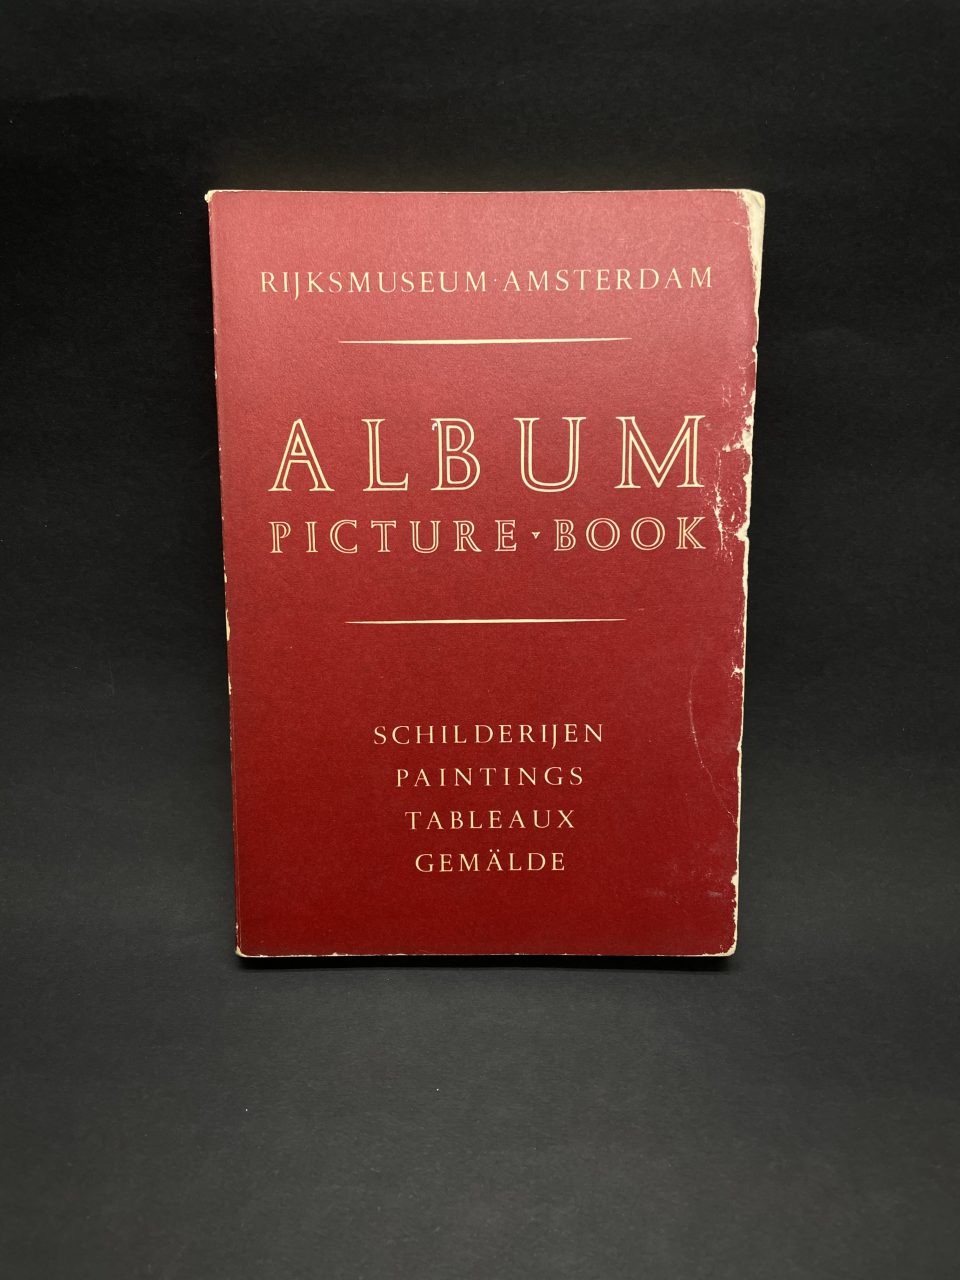 RIJKSMUSEUM·AMSTERDAM
ALBUM
PICTURE·BOOK
SCHILDERIJEN
PAINTINGS
TABLEAUX
GEMÄLDE